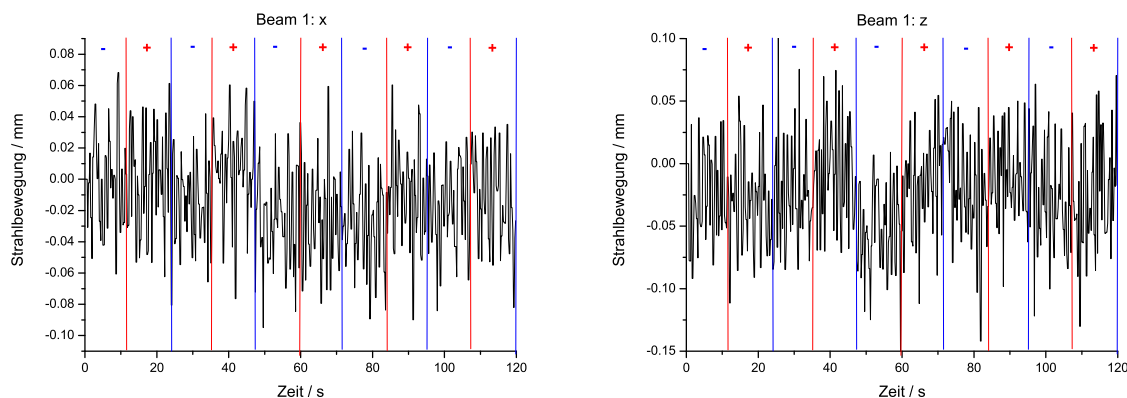 Beam 1: x
- + - + - + - + - +
0.08
0.06
0.04
0.02
0.00
-0.02
-0.04
-0.06
-0.08
-0.10
Strahlbewegung / mm
0 20 40 60 80 100 120
Zeit / s
Beam 1: z
- + - + - + - + - +
0.10
0.05
0.00
-0.05
-0.10
-0.15
Strahlbewegung / mm
0 20 40 60 80 100 120
Zeit / s